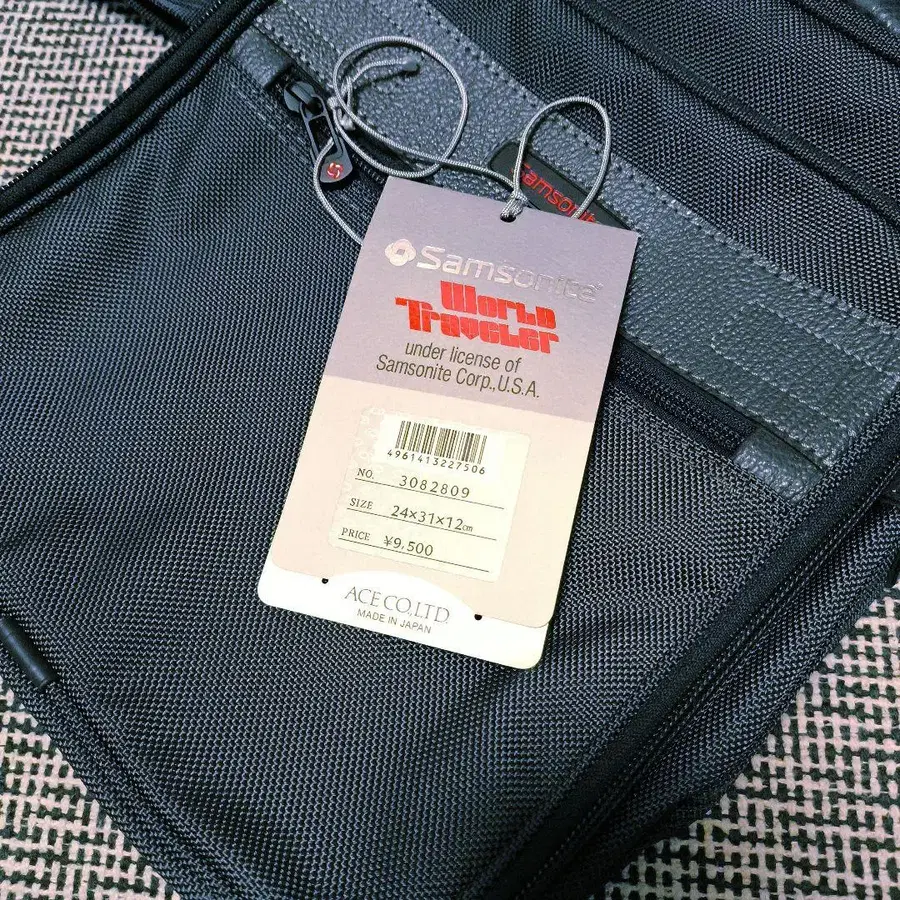 Samsonite
Samsonite®
World
Traveler
under license of
Samsonite Corp.,U.S.A.
4961413227506
NO. 3082809
SIZE 24×31×12cm
PRICE ¥9,500
ACE CO.,LTD.
MADE IN JAPAN